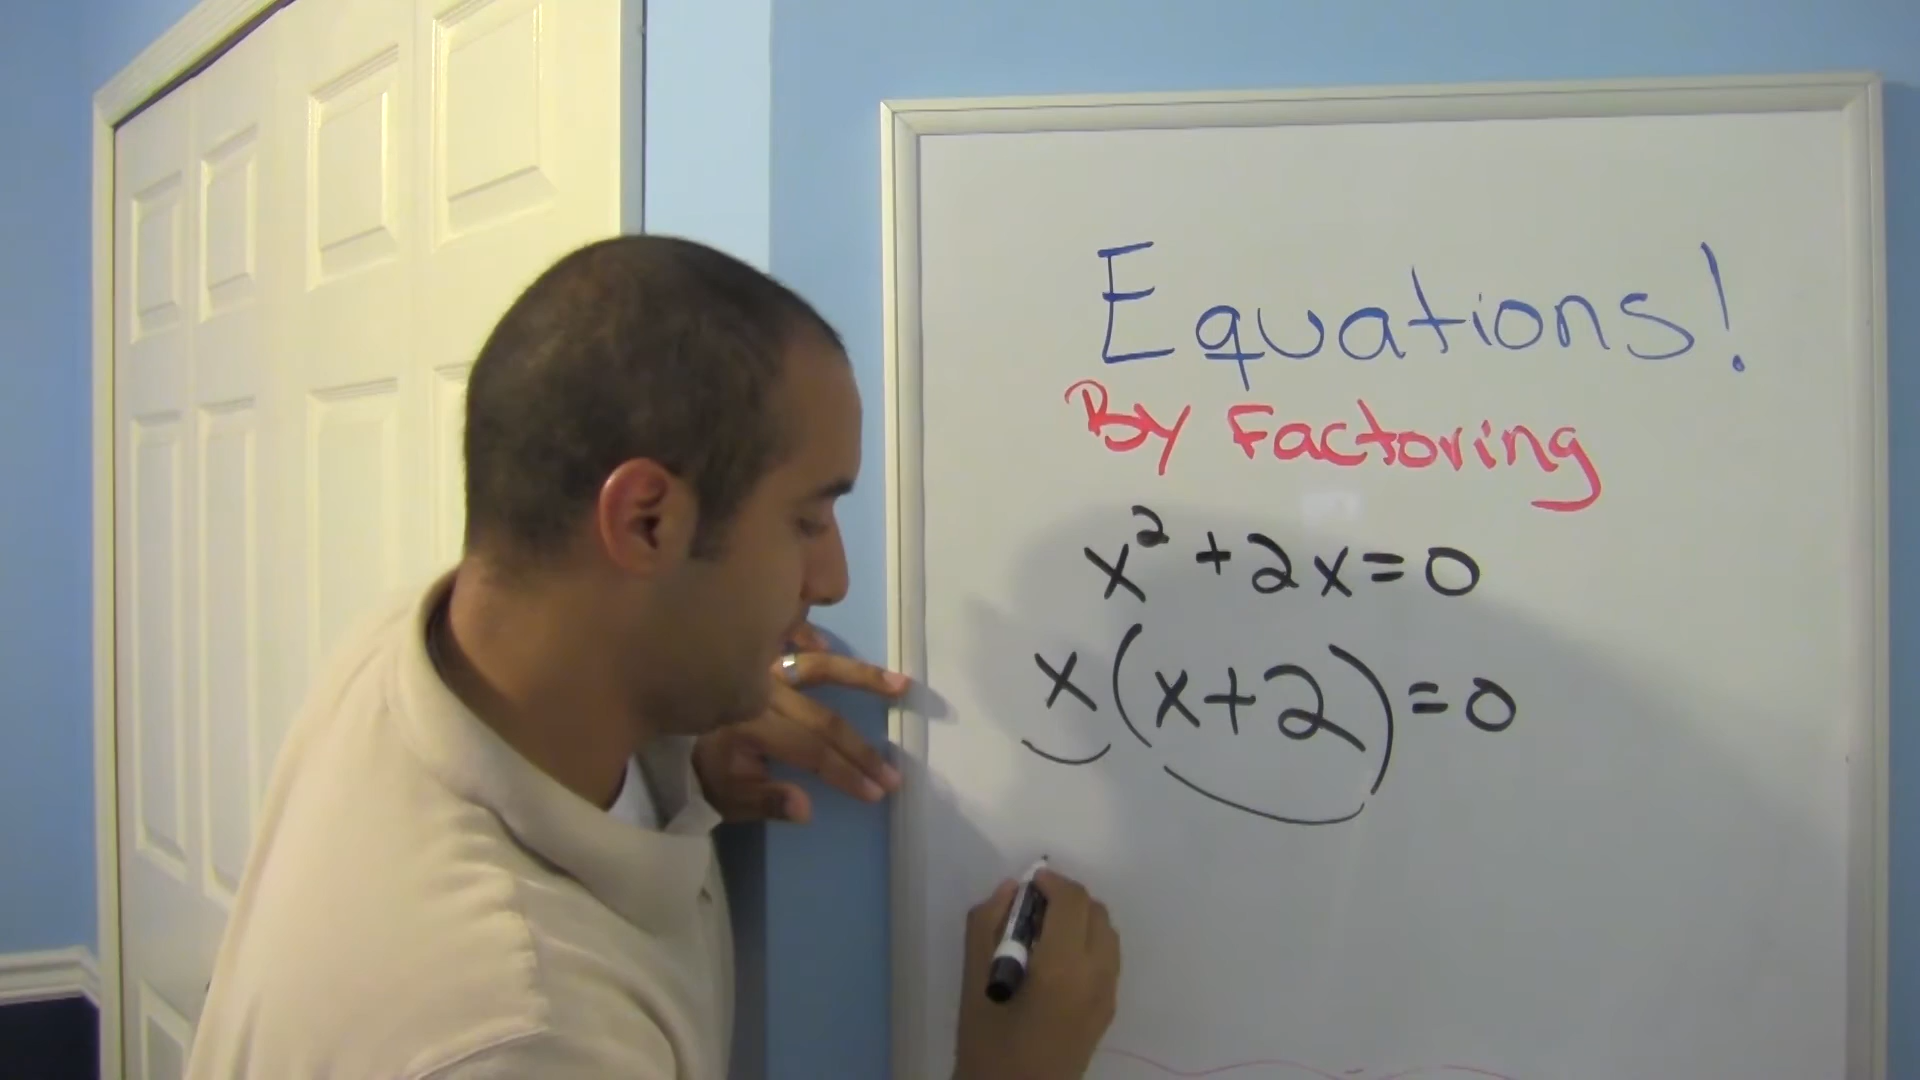 Equations!
By Factoring
x² + 2x = 0
x(x+2) = 0